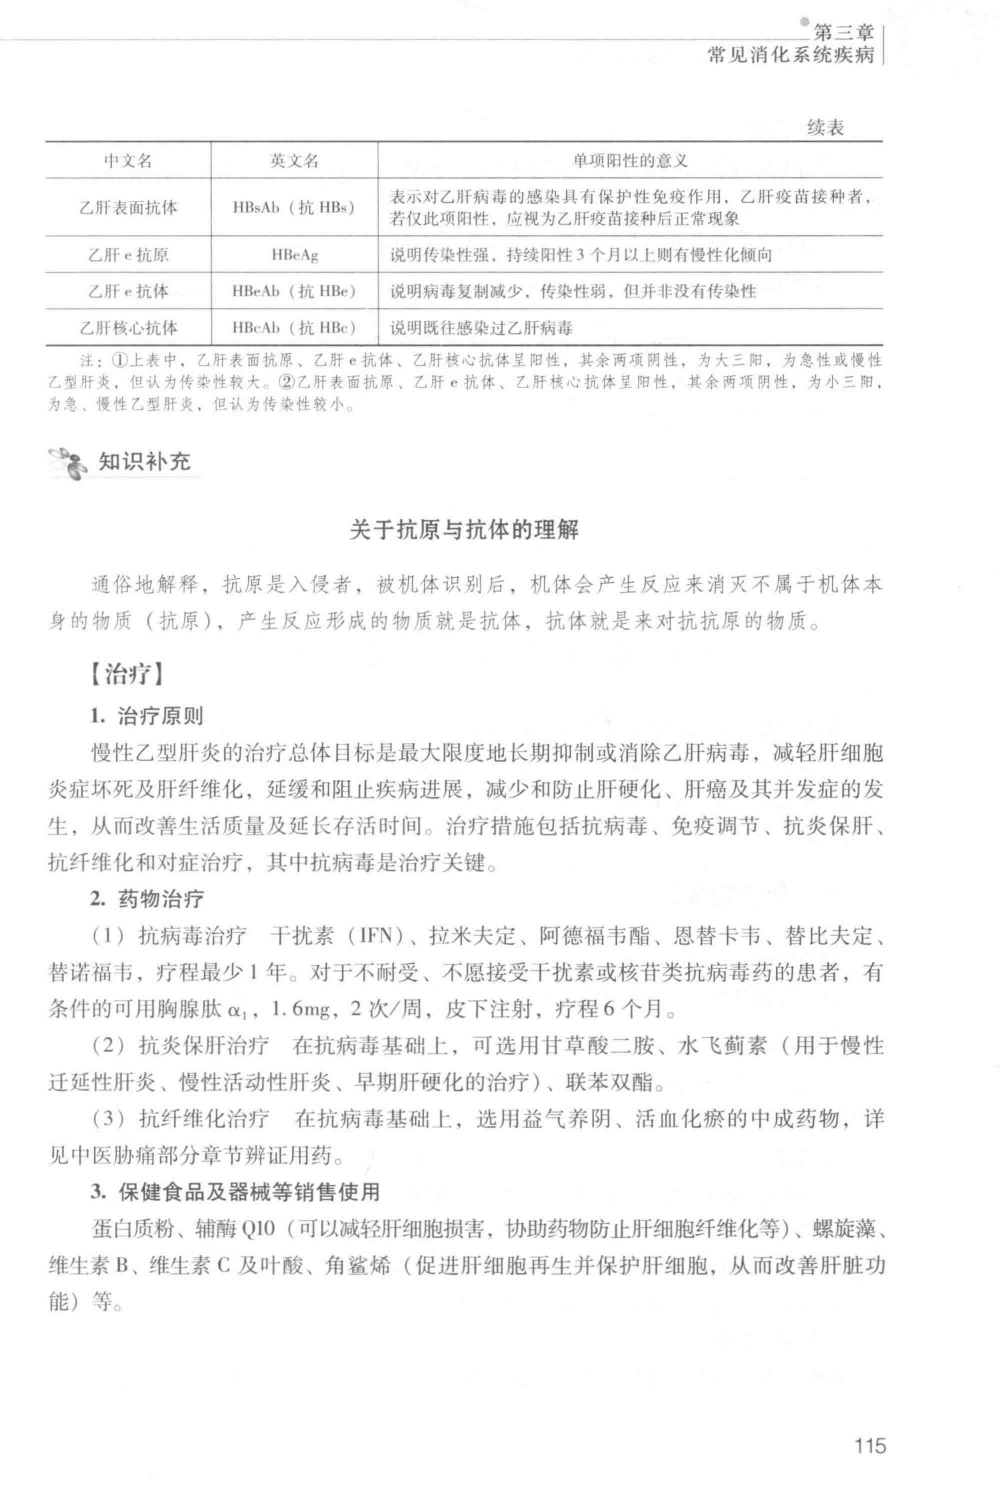 第三章
常见消化系统疾病
续表
中文名 英文名 单项阳性的意义
乙肝表面抗体 HBsAb（抗 HBs） 表示对乙肝病毒的感染具有保护性免疫作用，乙肝疫苗接种者，
若仅此项阳性，应视为乙肝疫苗接种后正常现象
乙肝 e 抗原 HBeAg 说明传染性强，持续阳性 3 个月以上则有慢性化倾向
乙肝 e 抗体 HBeAb（抗 HBe） 说明病毒复制减少，传染性弱，但并非没有传染性
乙肝核心抗体 HBcAb（抗 HBc） 说明既往感染过乙肝病毒
注：①上表中，乙肝表面抗原、乙肝 e 抗体、乙肝核心抗体呈阳性，其余两项阴性，为大三阳，为急性或慢性
乙型肝炎，但认为传染性较大。②乙肝表面抗原、乙肝 e 抗体、乙肝核心抗体呈阳性，其余两项阴性，为小三阳，
为急、慢性乙型肝炎，但认为传染性较小。
知识补充
关于抗原与抗体的理解
通俗地解释，抗原是入侵者，被机体识别后，机体会产生反应来消灭不属于机体本
身的物质（抗原），产生反应形成的物质就是抗体，抗体就是来对抗抗原的物质。
【治疗】
1. 治疗原则
慢性乙型肝炎的治疗总体目标是最大限度地长期抑制或消除乙肝病毒，减轻肝细胞
炎症坏死及肝纤维化，延缓和阻止疾病进展，减少和防止肝硬化、肝癌及其并发症的发
生，从而改善生活质量及延长存活时间。治疗措施包括抗病毒、免疫调节、抗炎保肝、
抗纤维化和对症治疗，其中抗病毒是治疗关键。
2. 药物治疗
（1）抗病毒治疗　干扰素（IFN）、拉米夫定、阿德福韦酯、恩替卡韦、替比夫定、
替诺福韦，疗程最少 1 年。对于不耐受、不愿接受干扰素或核苷类抗病毒药的患者，有
条件的可用胸腺肽 α₁，1.6mg，2 次/周，皮下注射，疗程 6 个月。
（2）抗炎保肝治疗　在抗病毒基础上，可选用甘草酸二胺、水飞蓟素（用于慢性
迁延性肝炎、慢性活动性肝炎、早期肝硬化的治疗）、联苯双酯。
（3）抗纤维化治疗　在抗病毒基础上，选用益气养阴、活血化瘀的中成药物，详
见中医胁痛部分章节辨证用药。
3. 保健食品及器械等销售使用
蛋白质粉、辅酶 Q10（可以减轻肝细胞损害，协助药物防止肝细胞纤维化等）、螺旋藻、
维生素 B、维生素 C 及叶酸、角鲨烯（促进肝细胞再生并保护肝细胞，从而改善肝脏功
能）等。
115